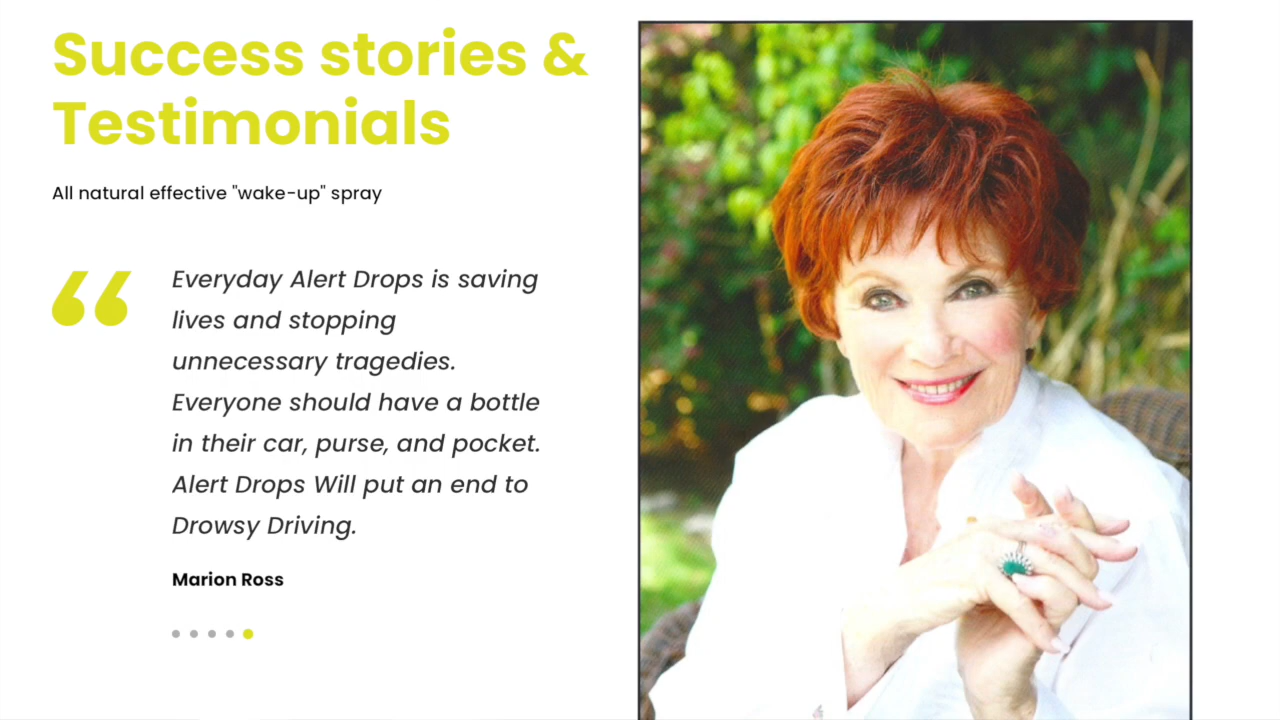 Success stories &
Testimonials
All natural effective "wake-up" spray
Everyday Alert Drops is saving
lives and stopping
unnecessary tragedies.
Everyone should have a bottle
in their car, purse, and pocket.
Alert Drops Will put an end to
Drowsy Driving.
Marion Ross